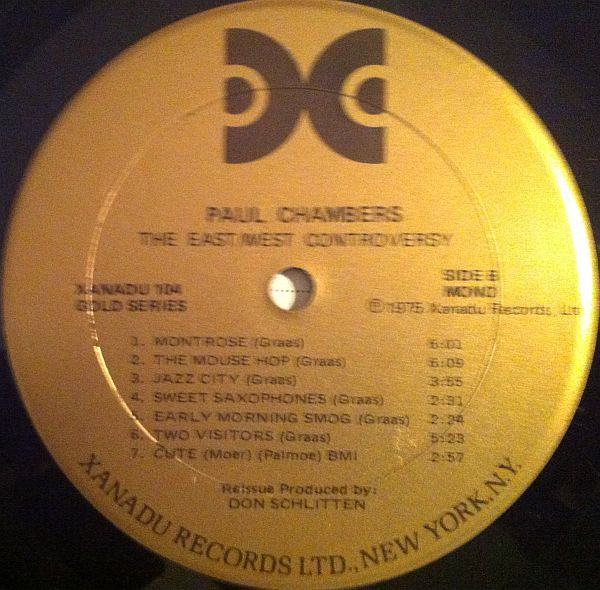 PAUL CHAMBERS
THE EAST/WEST CONTROVERSY
XANADU 104
GOLD SERIES
SIDE B
MONO
℗1975 Xanadu Records, Ltd
1. MONTROSE (Graas) 6:01
2. THE MOUSE HOP (Graas) 6:09
3. JAZZ CITY (Graas) 3:55
4. SWEET SAXOPHONES (Graas) 2:31
5. EARLY MORNING SMOG (Graas) 2:24
6. TWO VISITORS (Graas) 5:23
7. CUTE (Moer) (Palmoe) BMI 2:57
Reissue Produced by:
DON SCHLITTEN
XANADU RECORDS LTD., NEW YORK, N.Y.